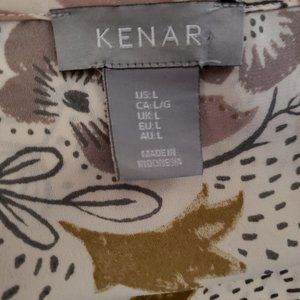 KENAR
US:L
CA:L/G
UK:L
EU:L
AU:L
MADE IN
INDONESIA